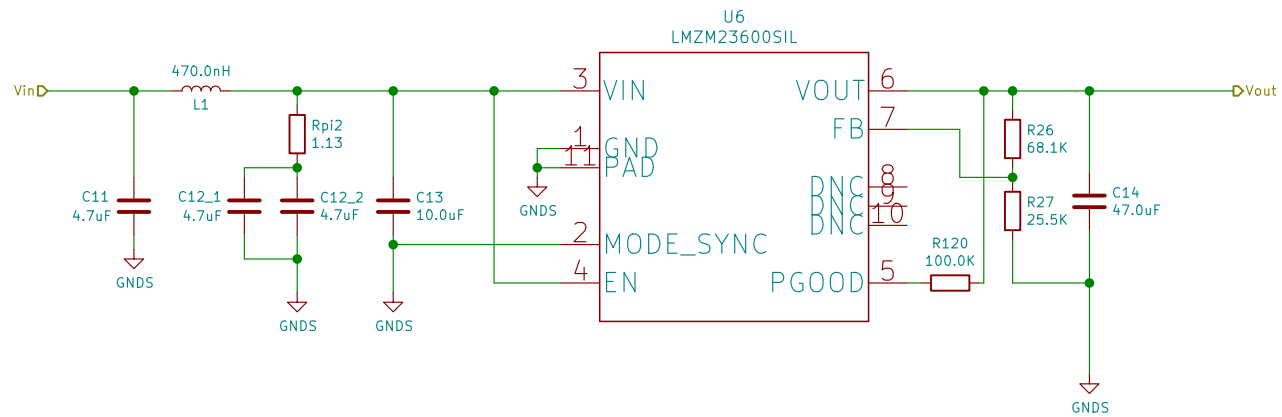 U6
LMZM23600SIL
470.0nH
L1
Vin
3
VIN
VOUT
6
Vout
Rpi2
1.13
FB
7
R26
68.1K
1
GND
11
PAD
GNDS
8
DNC
9
DNC
10
DNC
C11
4.7uF
C12_1
4.7uF
C12_2
4.7uF
C13
10.0uF
R27
25.5K
C14
47.0uF
2
MODE_SYNC
R120
100.0K
4
EN
PGOOD
5
GNDS
GNDS
GNDS
GNDS